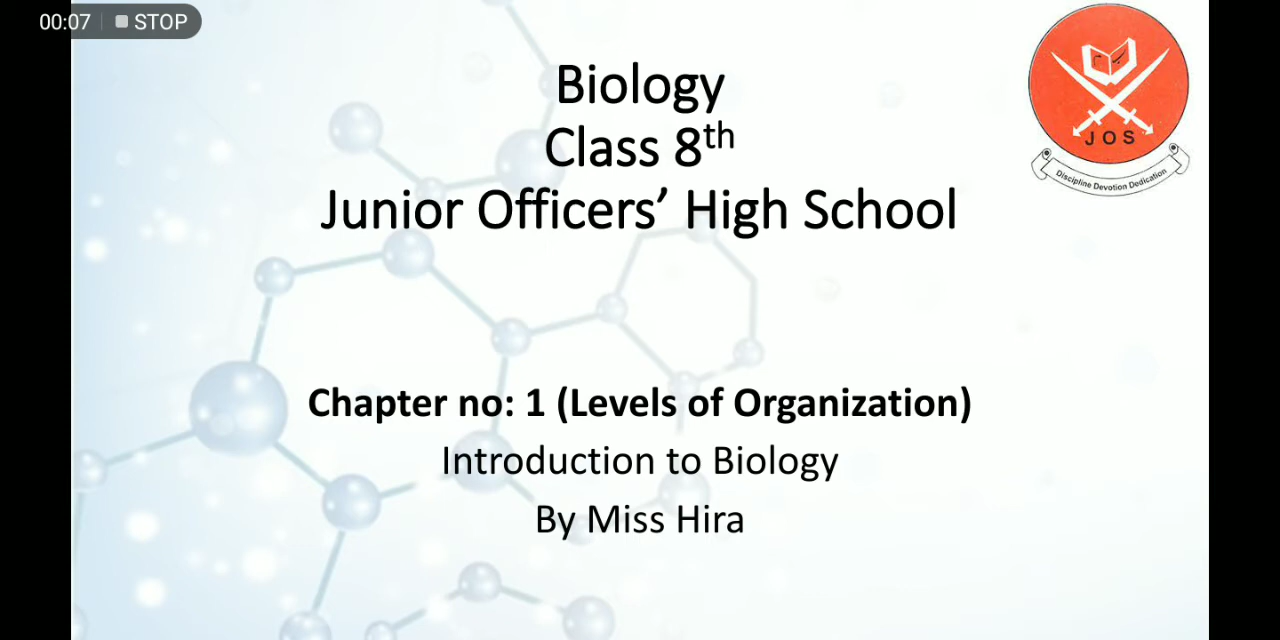 00:07 STOP
Biology
Class 8th
Junior Officers’ High School
JOS
Discipline Devotion Dedication
Chapter no: 1 (Levels of Organization)
Introduction to Biology
By Miss Hira